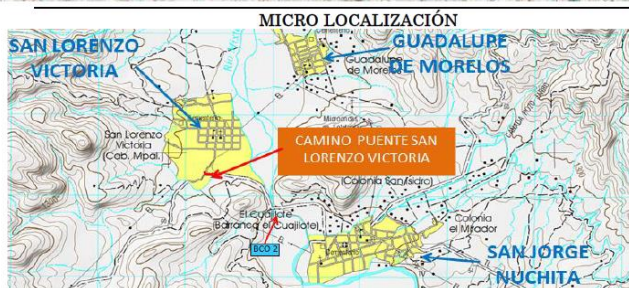 MICRO LOCALIZACIÓN
SAN LORENZO
VICTORIA
GUADALUPE
DE MORELOS
Guadalupe
de Morelos
San Lorenzo
Victoria
(Cab. Mpal.
CAMINO PUENTE SAN
LORENZO VICTORIA
(Colonia San Isidro)
El Cuajilote
(Barranca el Cuajilote)
BCO 2
Colonia
el Mirador
SAN JORGE
NUCHITA